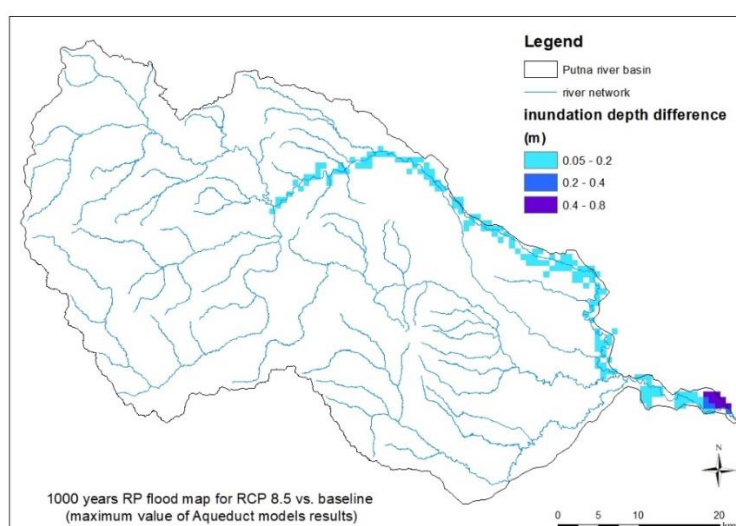 Legend
Putna river basin
river network
inundation depth difference
(m)
0.05 - 0.2
0.2 - 0.4
0.4 - 0.8
N
1000 years RP flood map for RCP 8.5 vs. baseline
(maximum value of Aqueduct models results)
0 5 10 20
km